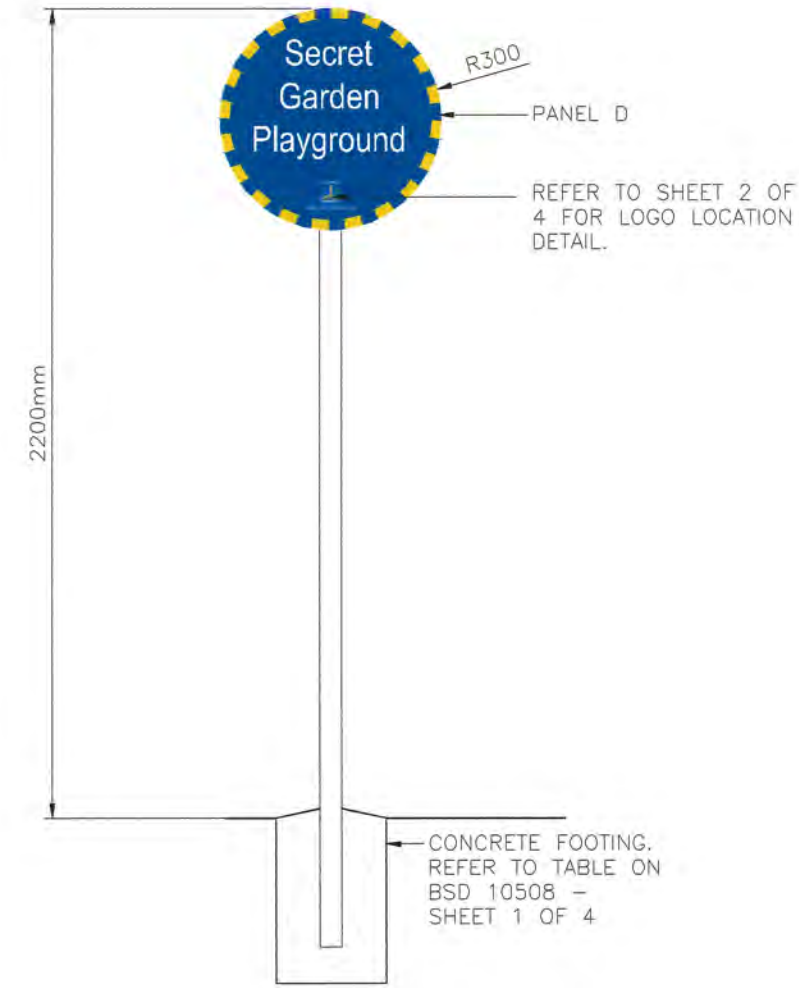 Secret
Garden
Playground
R300
PANEL D
REFER TO SHEET 2 OF
4 FOR LOGO LOCATION
DETAIL.
2200mm
CONCRETE FOOTING.
REFER TO TABLE ON
BSD 10508 –
SHEET 1 OF 4